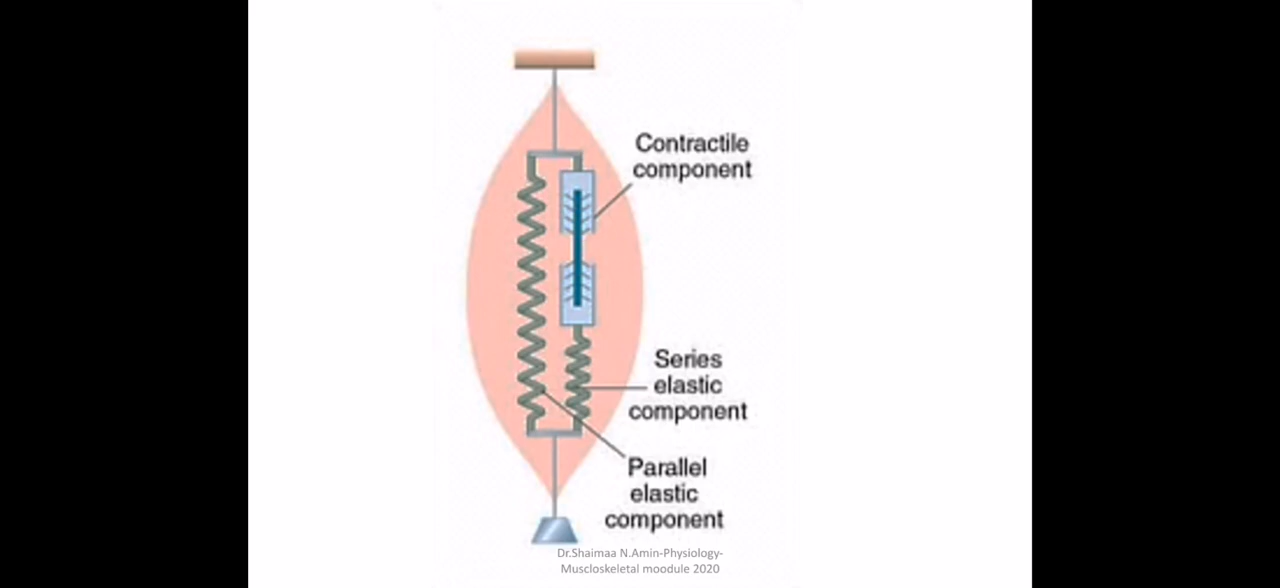 Contractile
component
Series
elastic
component
Parallel
elastic
component
Dr.Shaimaa N.Amin-Physiology-
Muscloskeletal moodule 2020